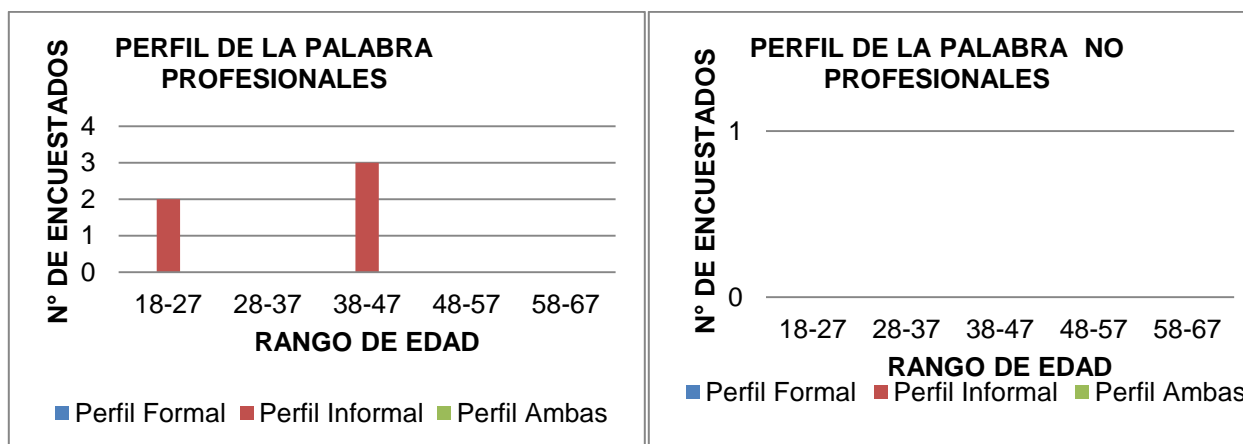 PERFIL DE LA PALABRA
PROFESIONALES
N° DE ENCUESTADOS
4
3
2
1
0
18-27 28-37 38-47 48-57 58-67
RANGO DE EDAD
Perfil Formal Perfil Informal Perfil Ambas
PERFIL DE LA PALABRA NO
PROFESIONALES
N° DE ENCUESTADOS
1
0
18-27 28-37 38-47 48-57 58-67
RANGO DE EDAD
Perfil Formal Perfil Informal Perfil Ambas